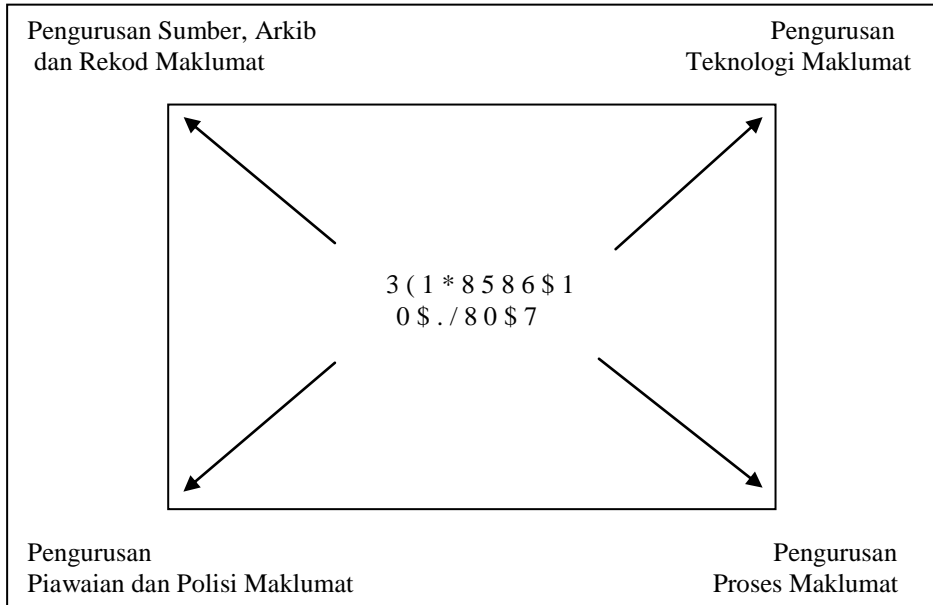 Pengurusan Sumber, Arkib
dan Rekod Maklumat
Pengurusan
Teknologi Maklumat
3 ( 1 * 8 5 8 6 $ 1
0 $ . / 8 0 $ 7
Pengurusan
Piawaian dan Polisi Maklumat
Pengurusan
Proses Maklumat